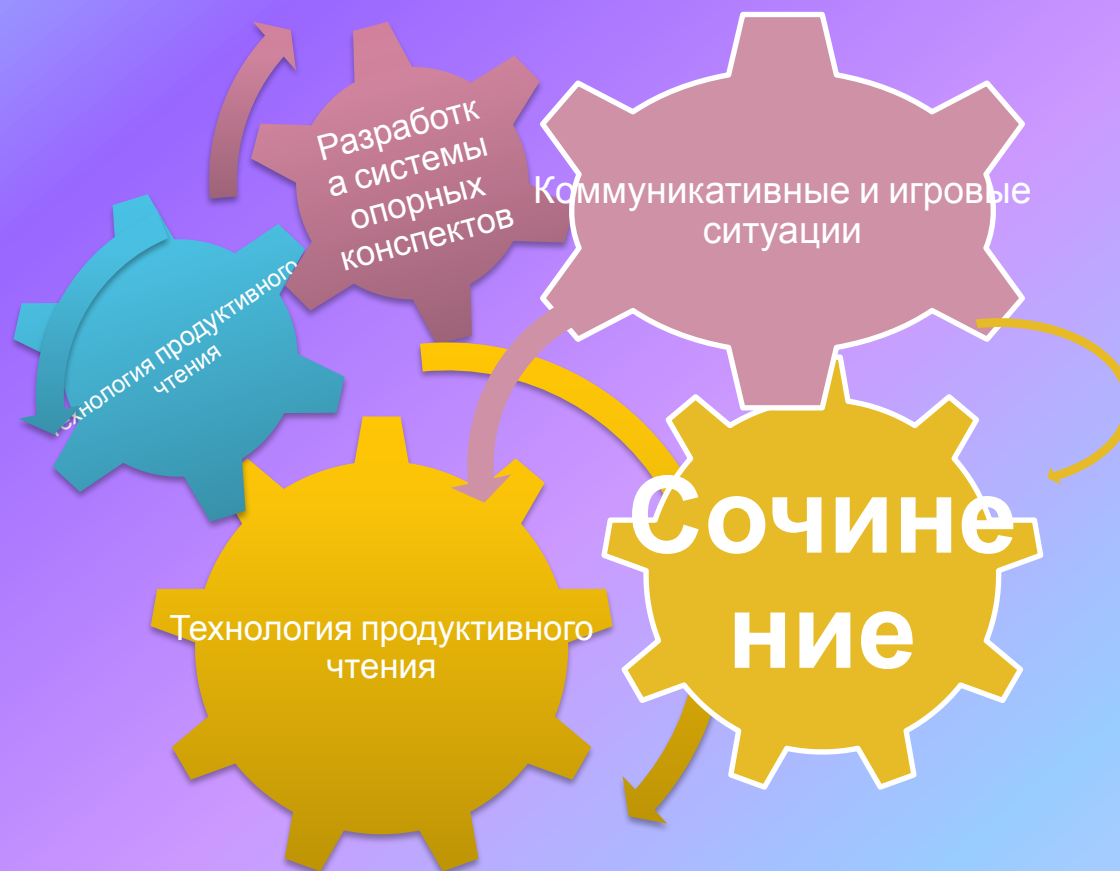 Разработк
а системы
опорных
конспектов
Коммуникативные и игровые
ситуации
Технология продуктивного
чтения
Сочине
ние
Технология продуктивного
чтения